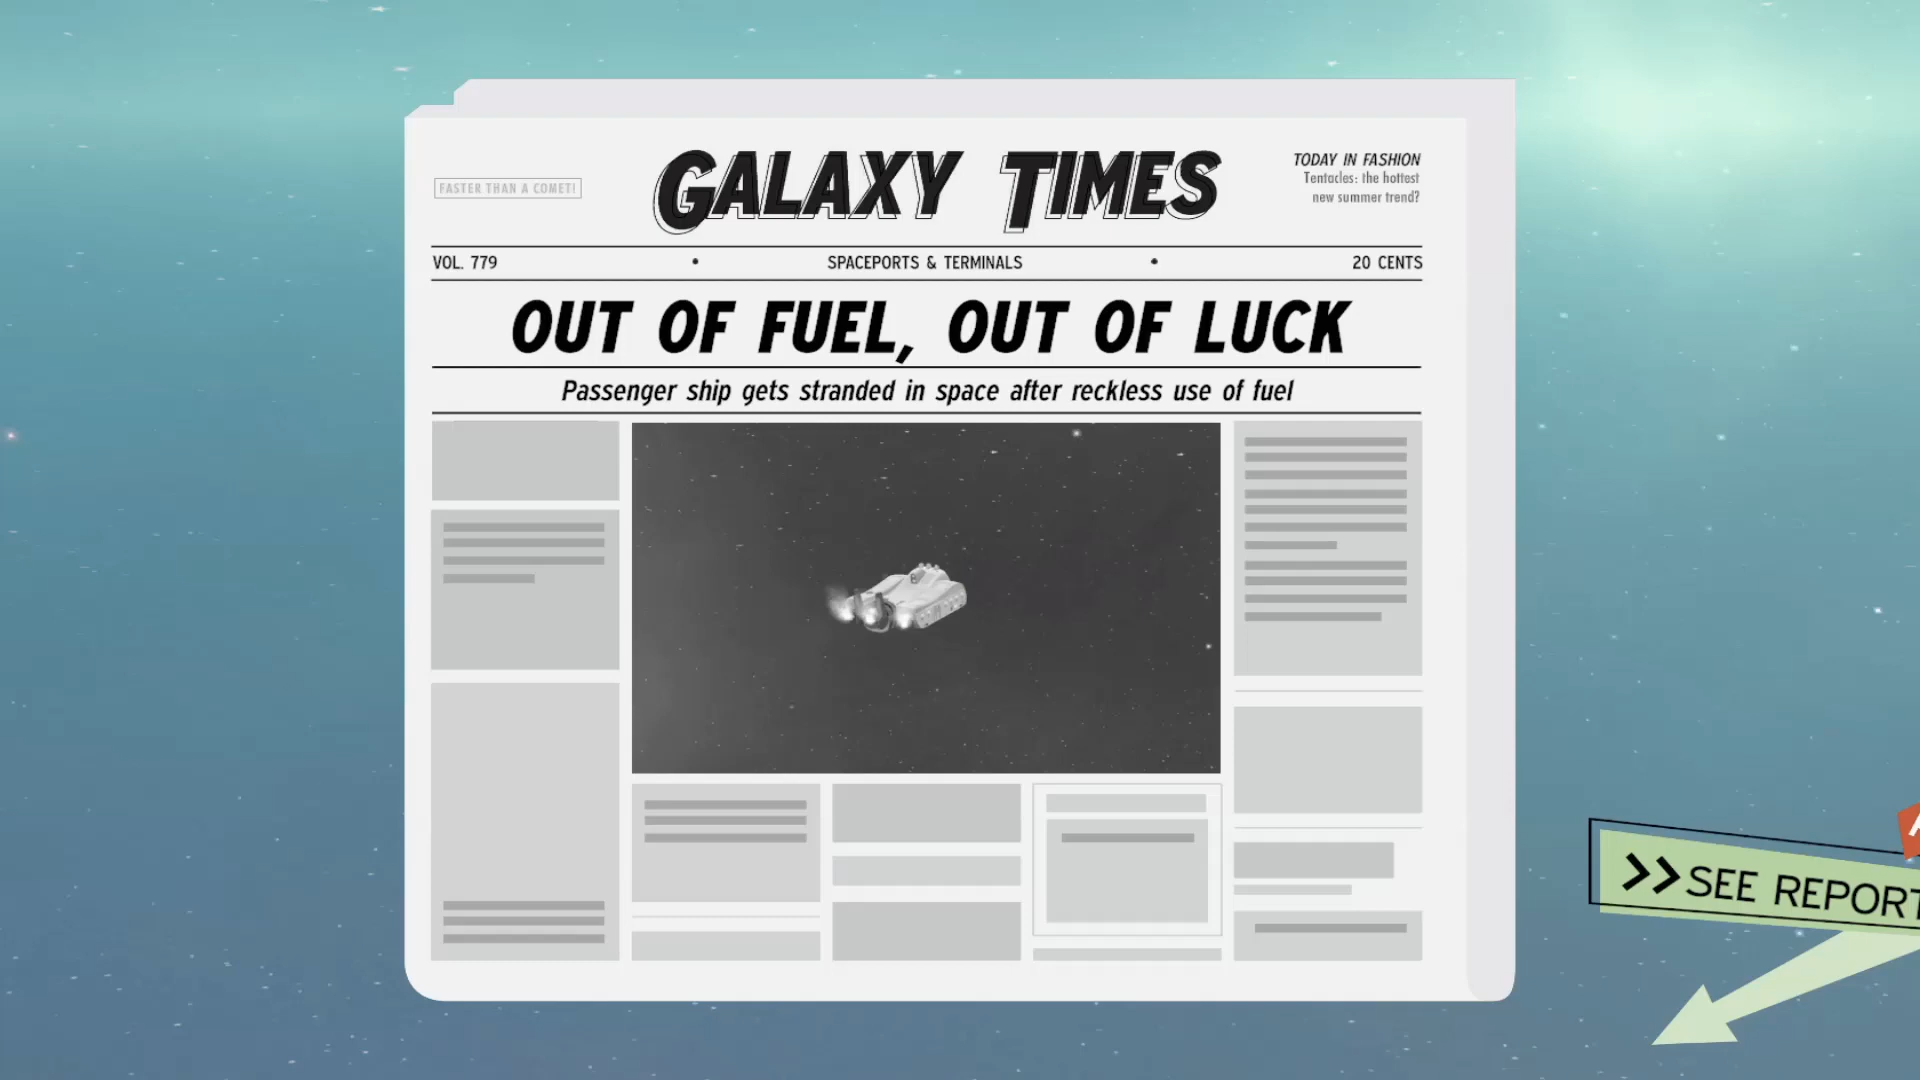 FASTER THAN A COMET!
GALAXY TIMES
TODAY IN FASHION
Tentacles: the hottest
new summer trend?
VOL. 779 • SPACEPORTS & TERMINALS • 20 CENTS
OUT OF FUEL, OUT OF LUCK
Passenger ship gets stranded in space after reckless use of fuel
>>SEE REPORT